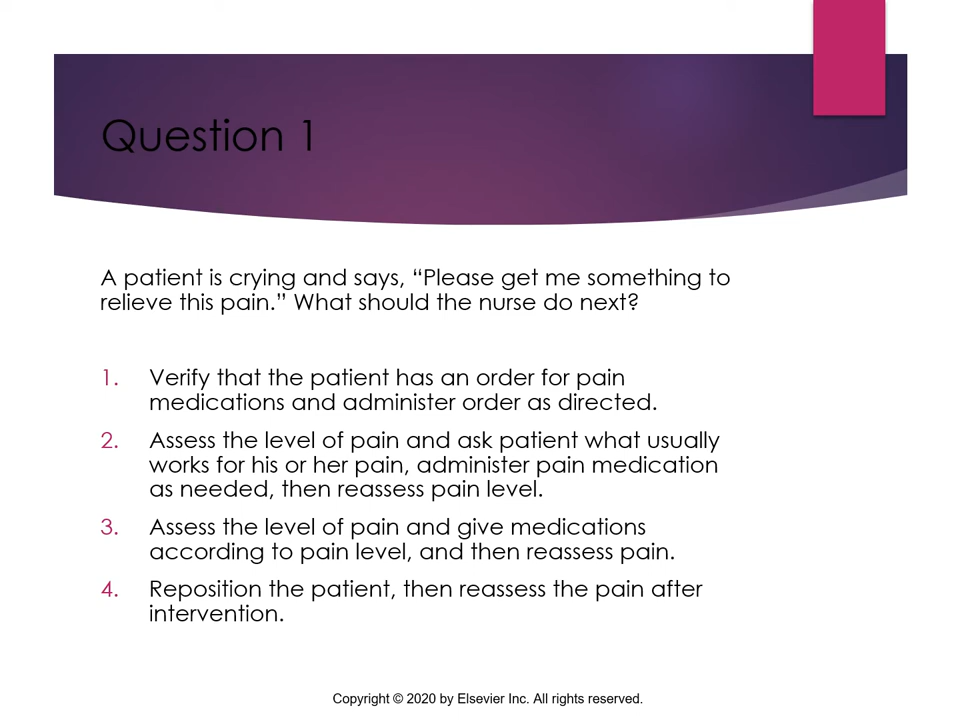 Question 1
A patient is crying and says, “Please get me something to
relieve this pain.” What should the nurse do next?
1. Verify that the patient has an order for pain
medications and administer order as directed.
2. Assess the level of pain and ask patient what usually
works for his or her pain, administer pain medication
as needed, then reassess pain level.
3. Assess the level of pain and give medications
according to pain level, and then reassess pain.
4. Reposition the patient, then reassess the pain after
intervention.
Copyright © 2020 by Elsevier Inc. All rights reserved.